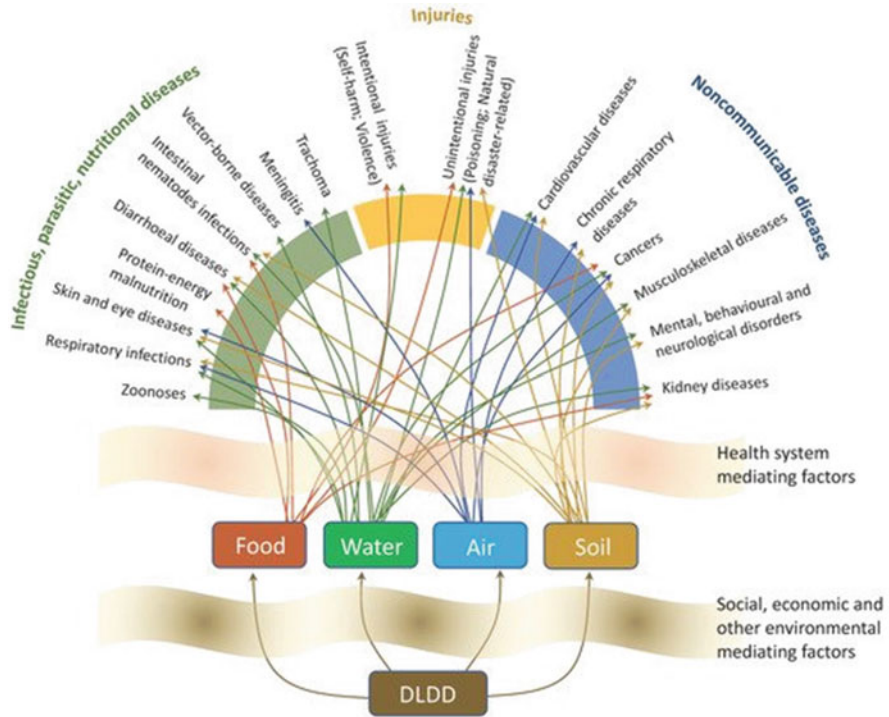 Injuries
Infectious, parasitic, nutritional diseases
Noncommunicable diseases
Zoonoses
Respiratory infections
Skin and eye diseases
Protein-energy
malnutrition
Diarrhoeal diseases
Intestinal
nematodes infections
Vector-borne diseases
Meningitis
Trachoma
Intentional injuries
(Self-harm; Violence)
Unintentional injuries
(Poisoning; Natural
disaster-related)
Cardiovascular diseases
Chronic respiratory
diseases
Cancers
Musculoskeletal diseases
Mental, behavioural and
neurological disorders
Kidney diseases
Health system
mediating factors
Food
Water
Air
Soil
Social, economic and
other environmental
mediating factors
DLDD